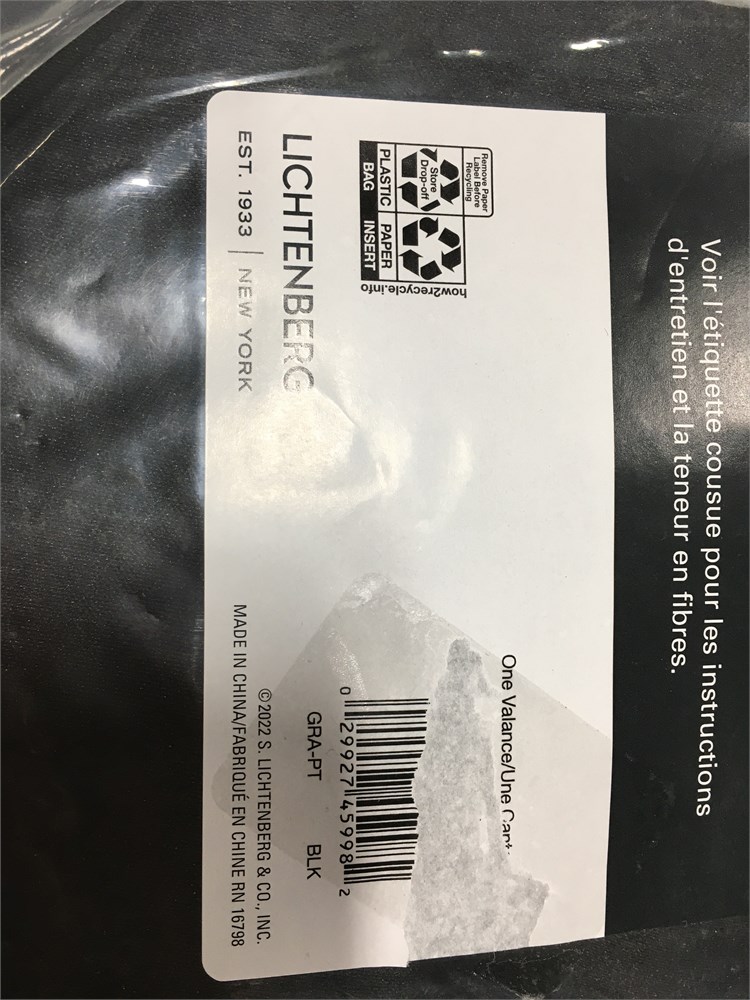 Voir l'étiquette cousue pour les instructions
d'entretien et la teneur en fibres.
Remove Paper
Label Before
Recycling
Store
Drop-off
PLASTIC
BAG
PAPER
INSERT
how2recycle.info
LICHTENBERG
EST. 1933 | NEW YORK
One Valance/Une
0 29927 45998 2
GRA-PT BLK
© 2022 S. LICHTENBERG & CO., INC.
MADE IN CHINA/FABRIQUÉ EN CHINE RN 16798